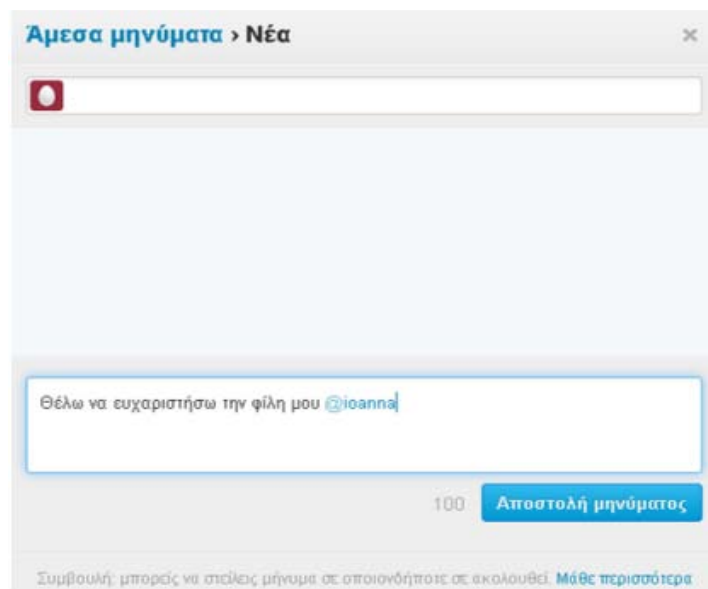 Άμεσα μηνύματα › Νέα
×
Θέλω να ευχαριστήσω την φίλη μου @ioanna
100 Αποστολή μηνύματος
Συμβουλή: μπορείς να στείλεις μήνυμα σε οποιονδήποτε σε ακολουθεί. Μάθε περισσότερα